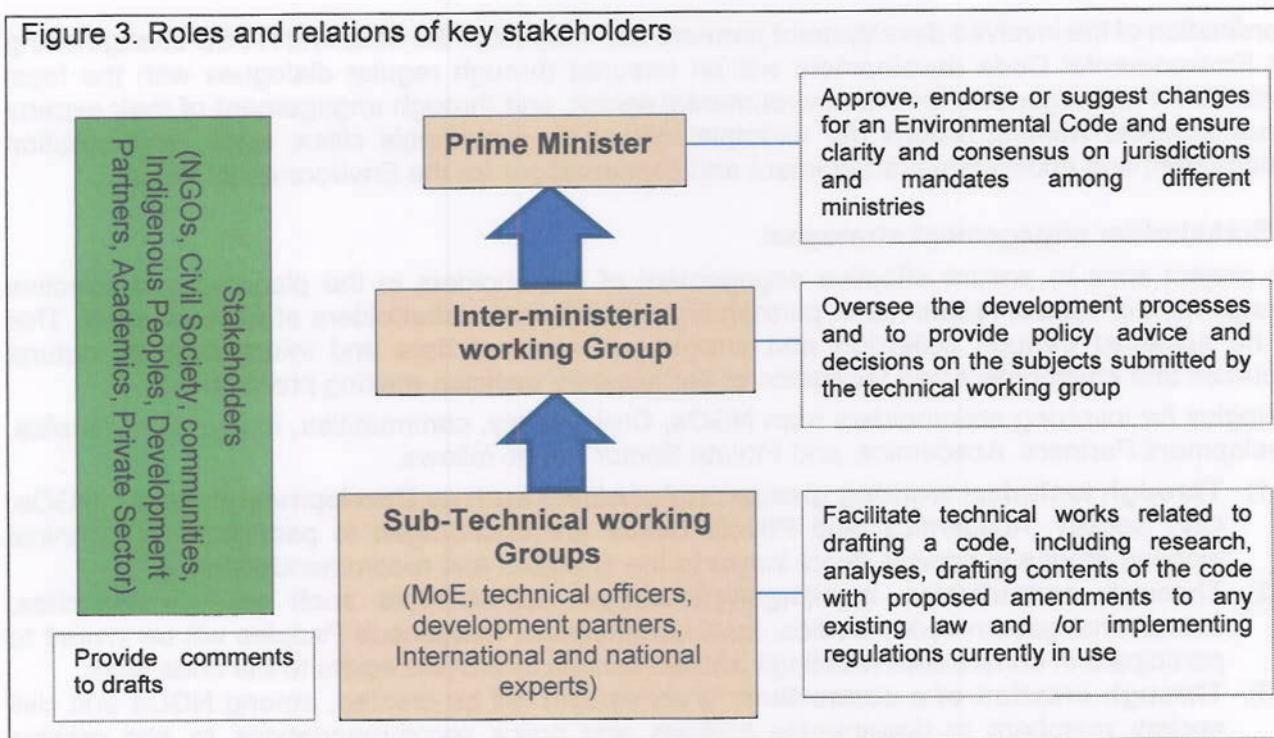 Figure 3. Roles and relations of key stakeholders
Stakeholders
(NGOs, Civil Society, communities,
Indigenous Peoples, Development
Partners, Academics, Private Sector)
Provide comments
to drafts
Prime Minister
Inter-ministerial
working Group
Sub-Technical working
Groups
(MoE, technical officers,
development partners,
International and national
experts)
Approve, endorse or suggest changes
for an Environmental Code and ensure
clarity and consensus on jurisdictions
and mandates among different
ministries
Oversee the development processes
and to provide policy advice and
decisions on the subjects submitted by
the technical working group
Facilitate technical works related to
drafting a code, including research,
analyses, drafting contents of the code
with proposed amendments to any
existing law and /or implementing
regulations currently in use